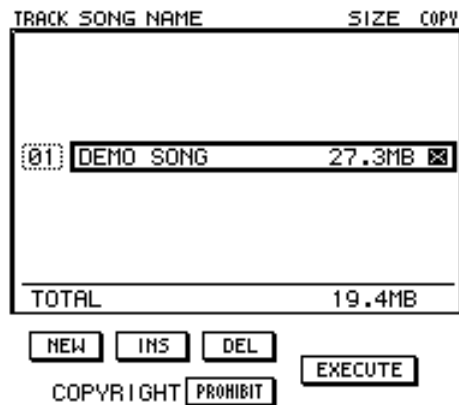 TRACK SONG NAME SIZE COPY
01 DEMO SONG 27.3MB
TOTAL 19.4MB
NEW INS DEL
EXECUTE
COPYRIGHT PROHIBIT